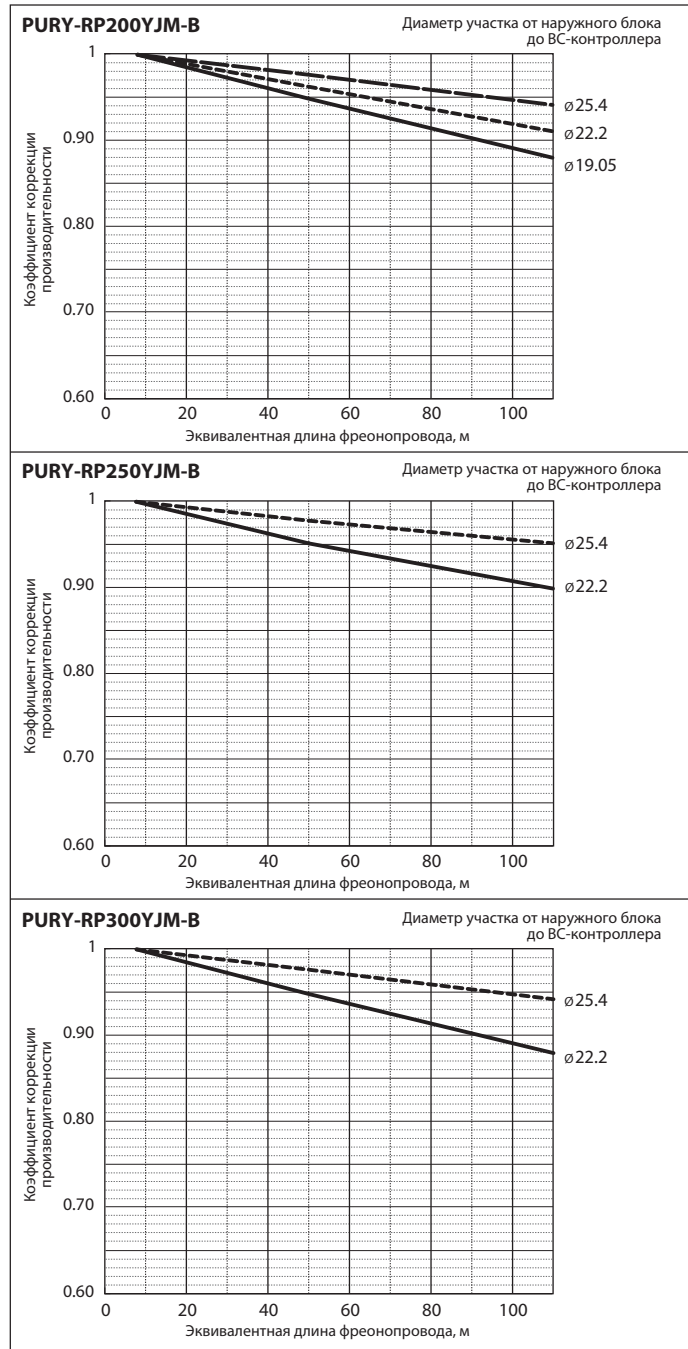 PURY-RP200YJM-B
Диаметр участка от наружного блока
до BC-контроллера
Коэффициент коррекции
производительности
1
0.90
0.80
0.70
0.60
ø25.4
ø22.2
ø19.05
0 20 40 60 80 100
Эквивалентная длина фреонопровода, м
PURY-RP250YJM-B
Диаметр участка от наружного блока
до BC-контроллера
Коэффициент коррекции
производительности
1
0.90
0.80
0.70
0.60
ø25.4
ø22.2
0 20 40 60 80 100
Эквивалентная длина фреонопровода, м
PURY-RP300YJM-B
Диаметр участка от наружного блока
до BC-контроллера
Коэффициент коррекции
производительности
1
0.90
0.80
0.70
0.60
ø25.4
ø22.2
0 20 40 60 80 100
Эквивалентная длина фреонопровода, м